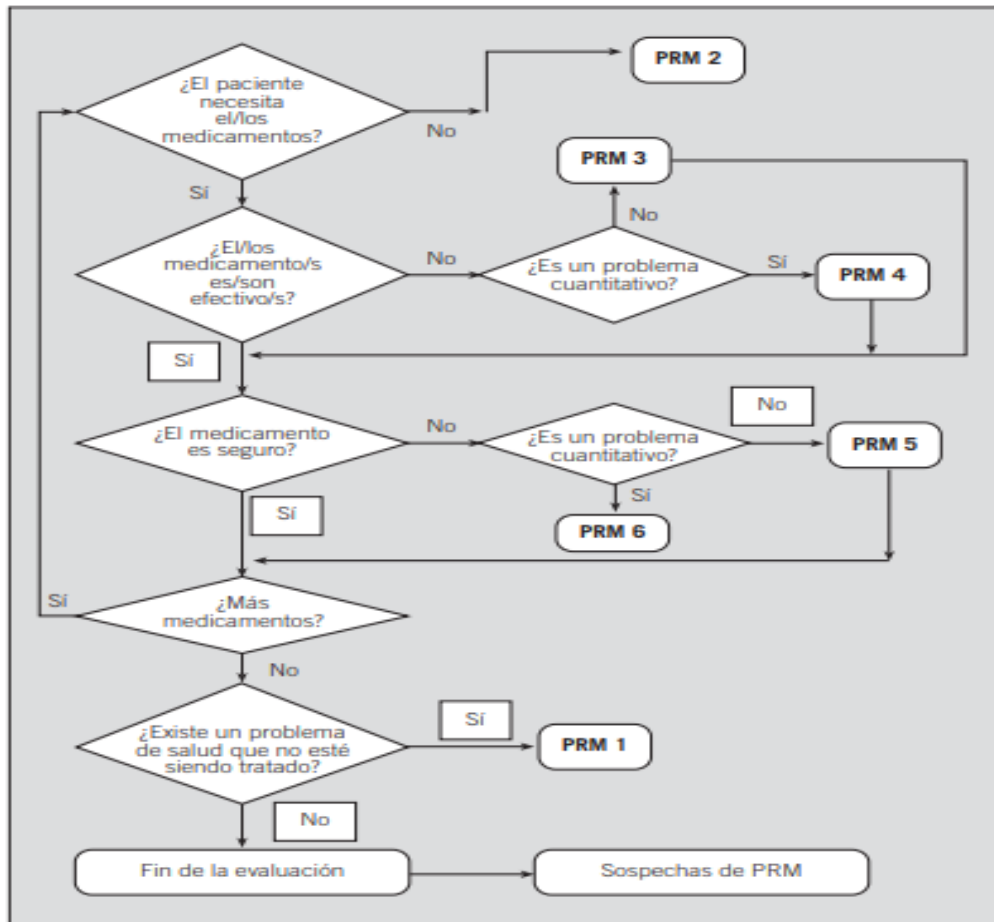 ¿El paciente
necesita
el/los
medicamentos?
No
PRM 2
Sí
PRM 3
No
¿El/los
medicamento/s
es/son
efectivo/s?
No
¿Es un problema
cuantitativo?
Sí
PRM 4
Sí
¿El medicamento
es seguro?
No
¿Es un problema
cuantitativo?
No
PRM 5
Sí
PRM 6
Sí
¿Más
medicamentos?
Sí
No
¿Existe un problema
de salud que no esté
siendo tratado?
Sí
PRM 1
No
Fin de la evaluación
Sospechas de PRM